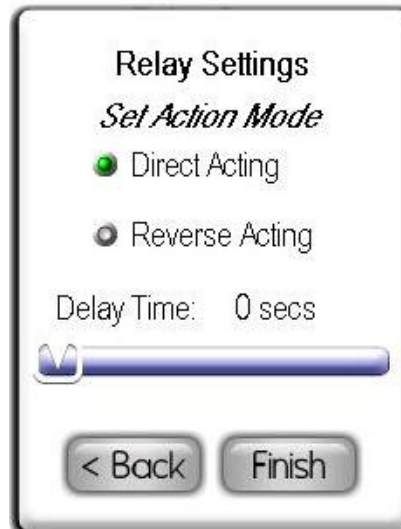 Relay Settings
Set Action Mode
Direct Acting
Reverse Acting
Delay Time: 0 secs
< Back Finish